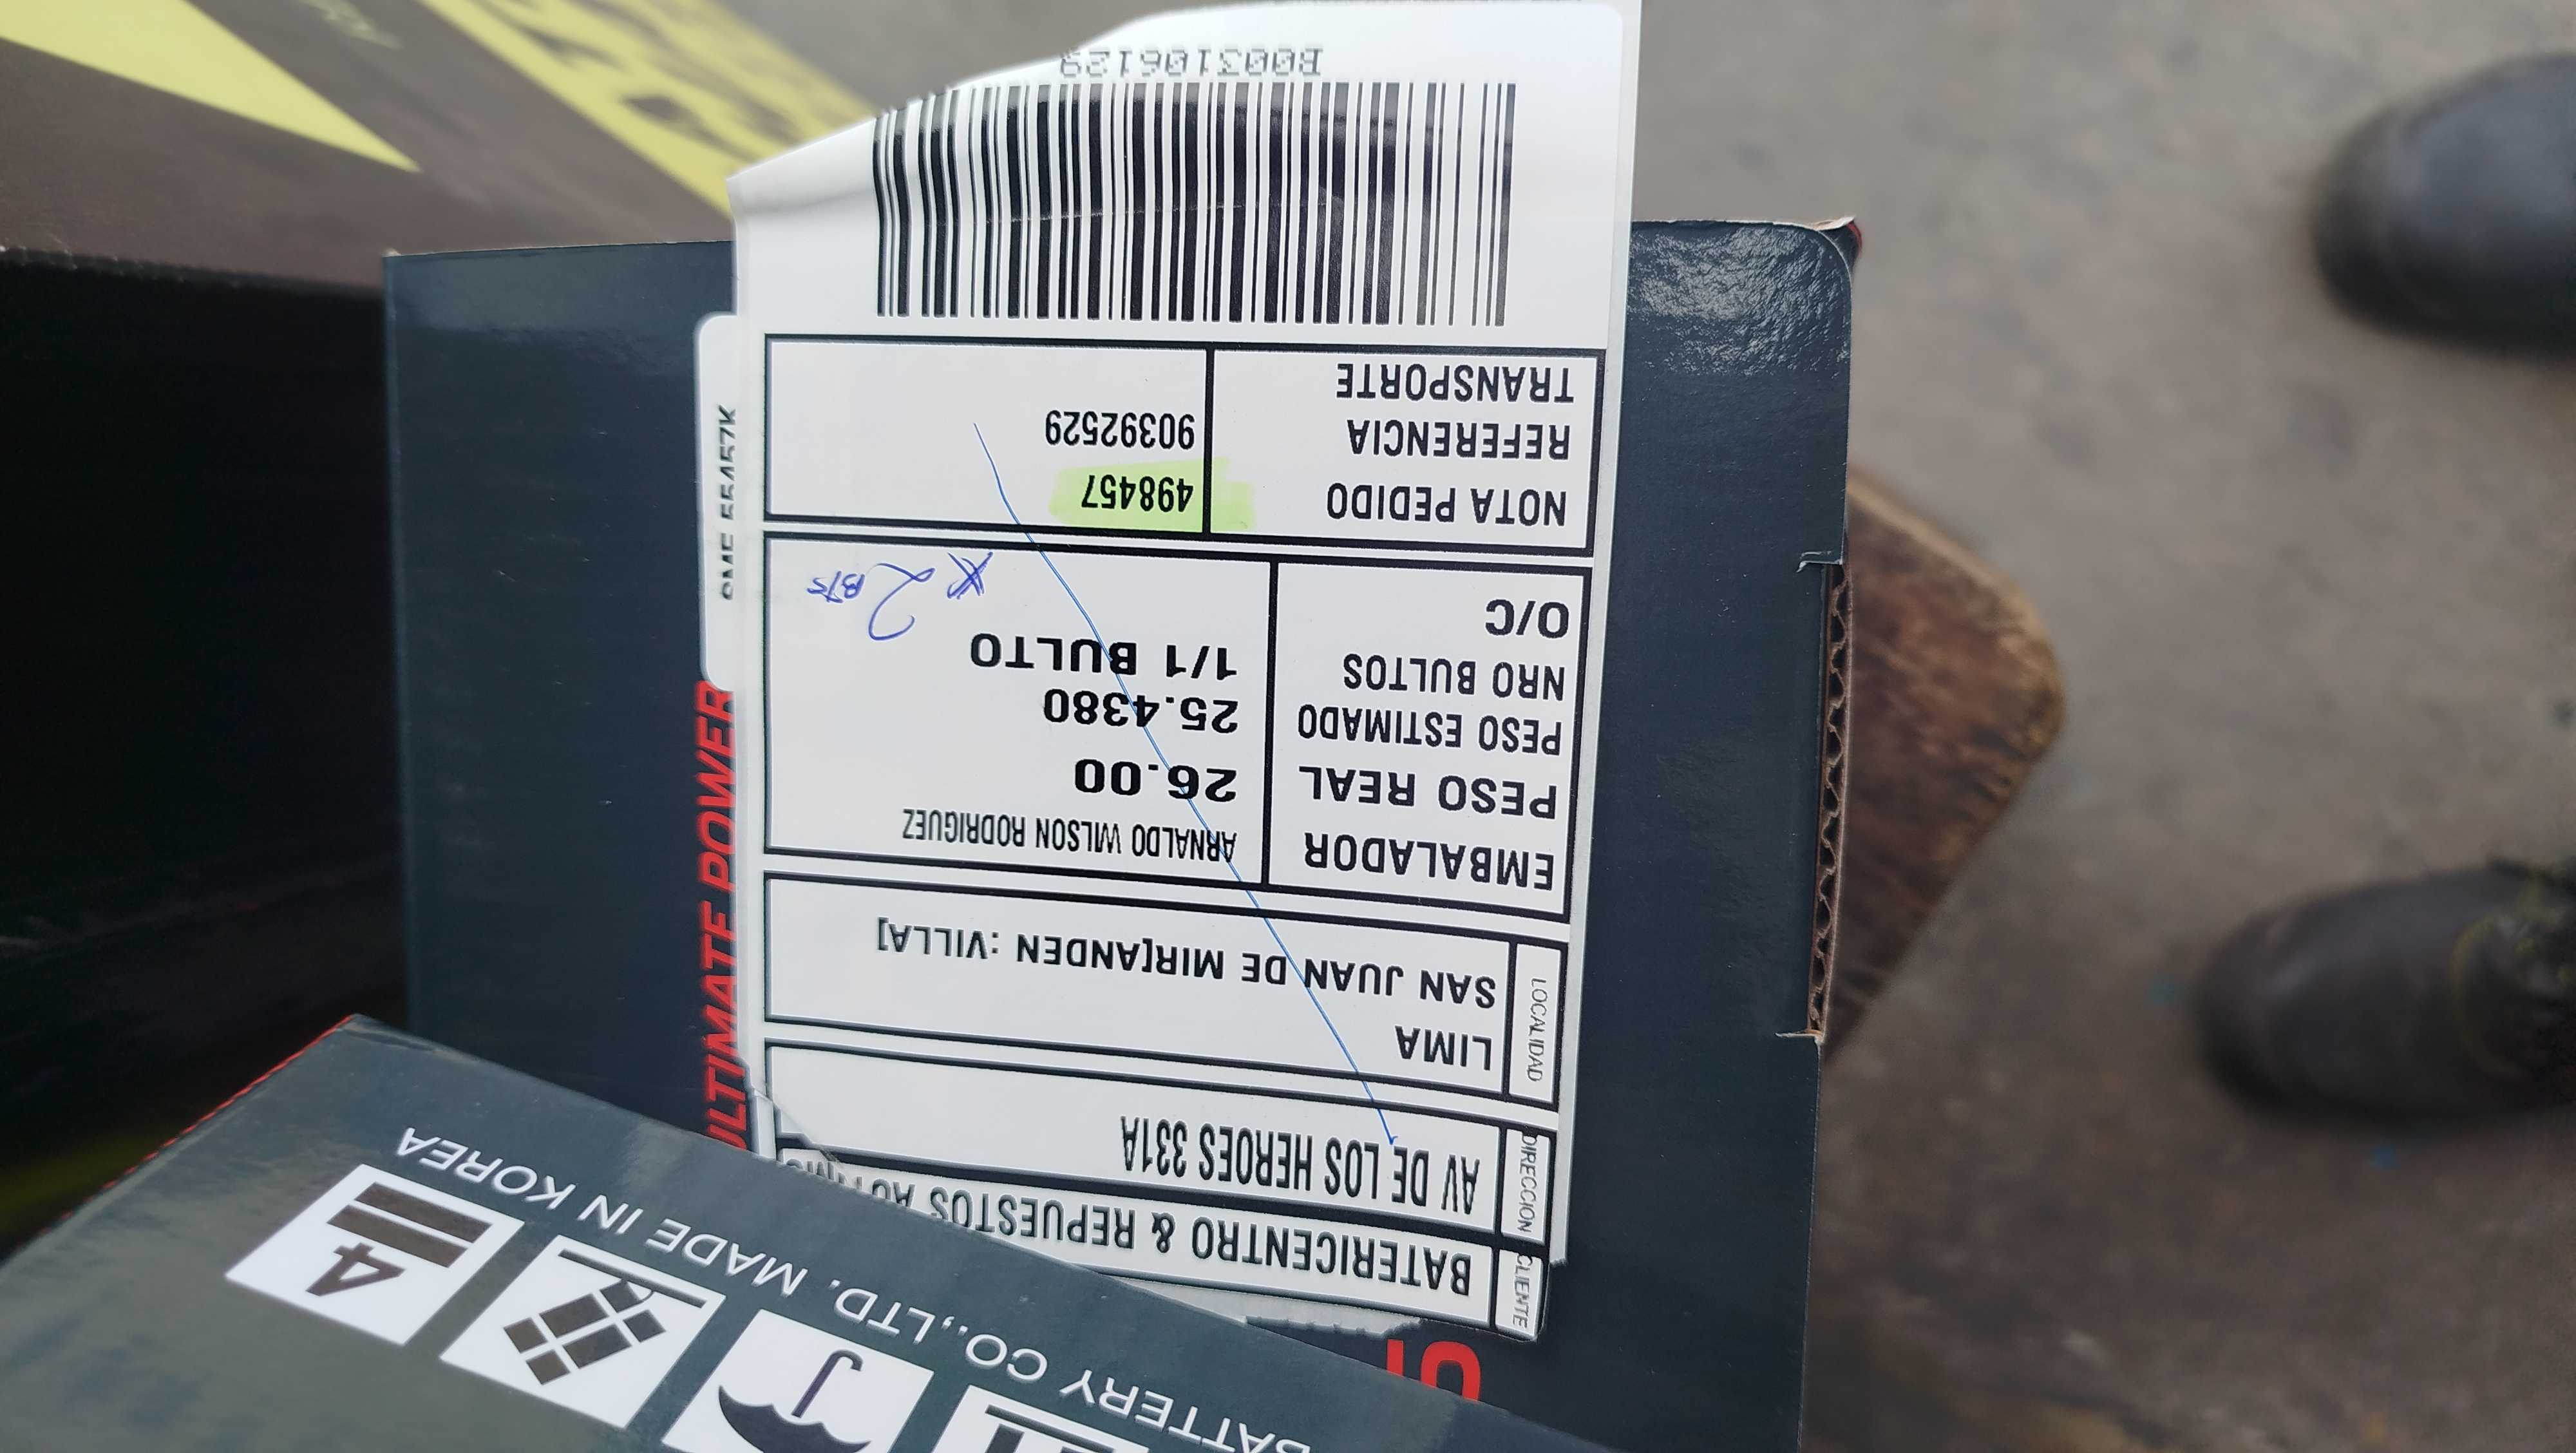 CLIENTE BATERICENTRO & REPUESTOS
DIRECCION AV DE LOS HEROES 331A
LOCALIDAD LIMA
SAN JUAN DE MIR[ANDEN : VILLA]
EMBALADOR ARNALDO WILSON RODRIGUEZ
PESO REAL 26.00
PESO ESTIMADO 25.4380
NRO BULTOS 1/1 BULTO
O/C
2 B/s
NOTA PEDIDO 498457
REFERENCIA 90392529
TRANSPORTE
B003106129
ULTIMATE POWER
BATTERY CO.,LTD. MADE IN KOREA
4